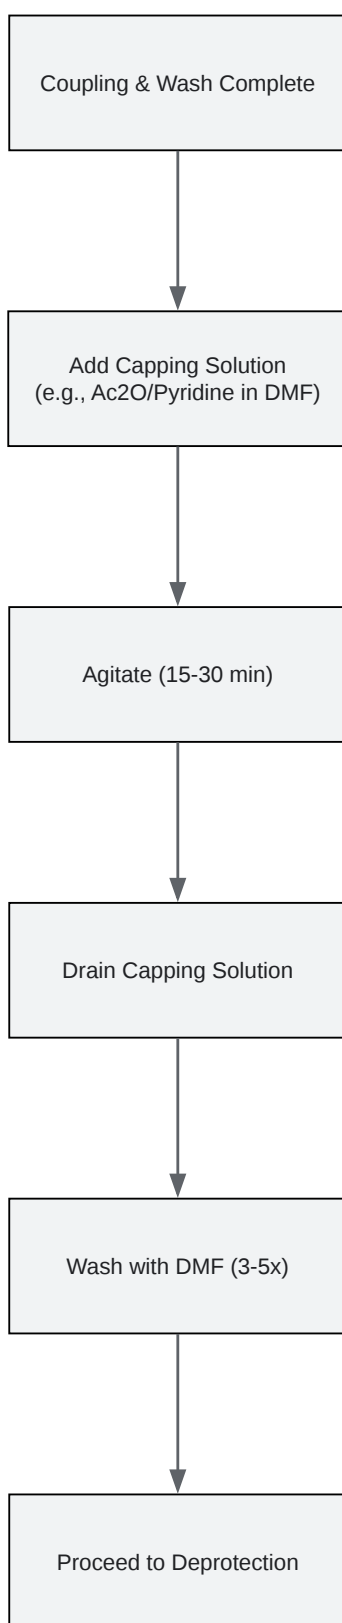 Coupling & Wash Complete
Add Capping Solution
(e.g., Ac2O/Pyridine in DMF)
Agitate (15-30 min)
Drain Capping Solution
Wash with DMF (3-5x)
Proceed to Deprotection